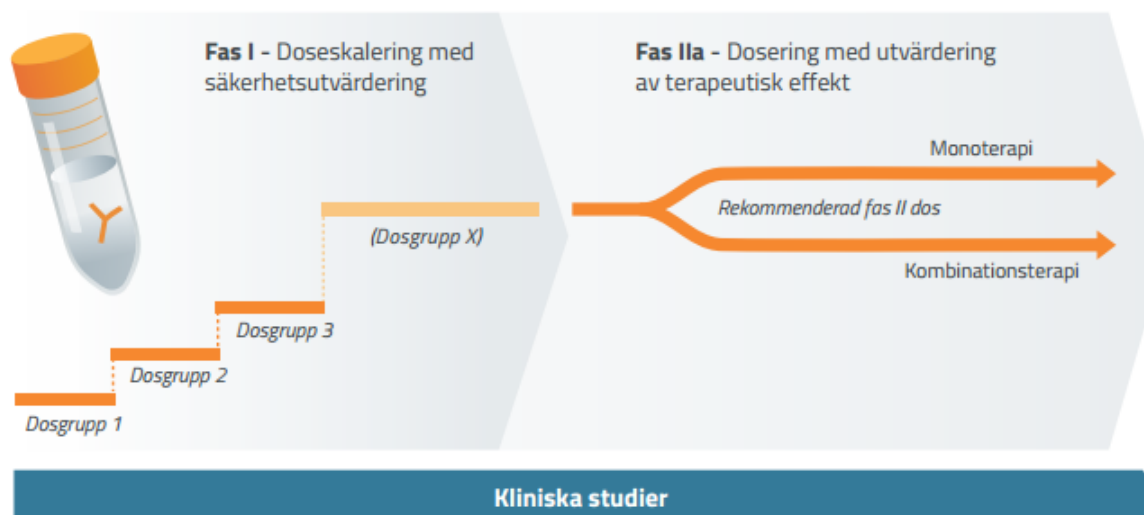 Fas I - Doseskalering med
säkerhetsutvärdering
Fas IIa - Dosering med utvärdering
av terapeutisk effekt
Monoterapi
Rekommenderad fas II dos
Kombinationsterapi
(Dosgrupp X)
Dosgrupp 3
Dosgrupp 2
Dosgrupp 1
Kliniska studier